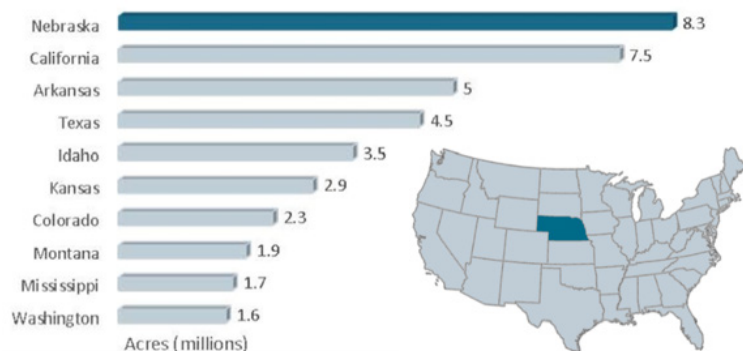 Nebraska 8.3
California 7.5
Arkansas 5
Texas 4.5
Idaho 3.5
Kansas 2.9
Colorado 2.3
Montana 1.9
Mississippi 1.7
Washington 1.6
Acres (millions)